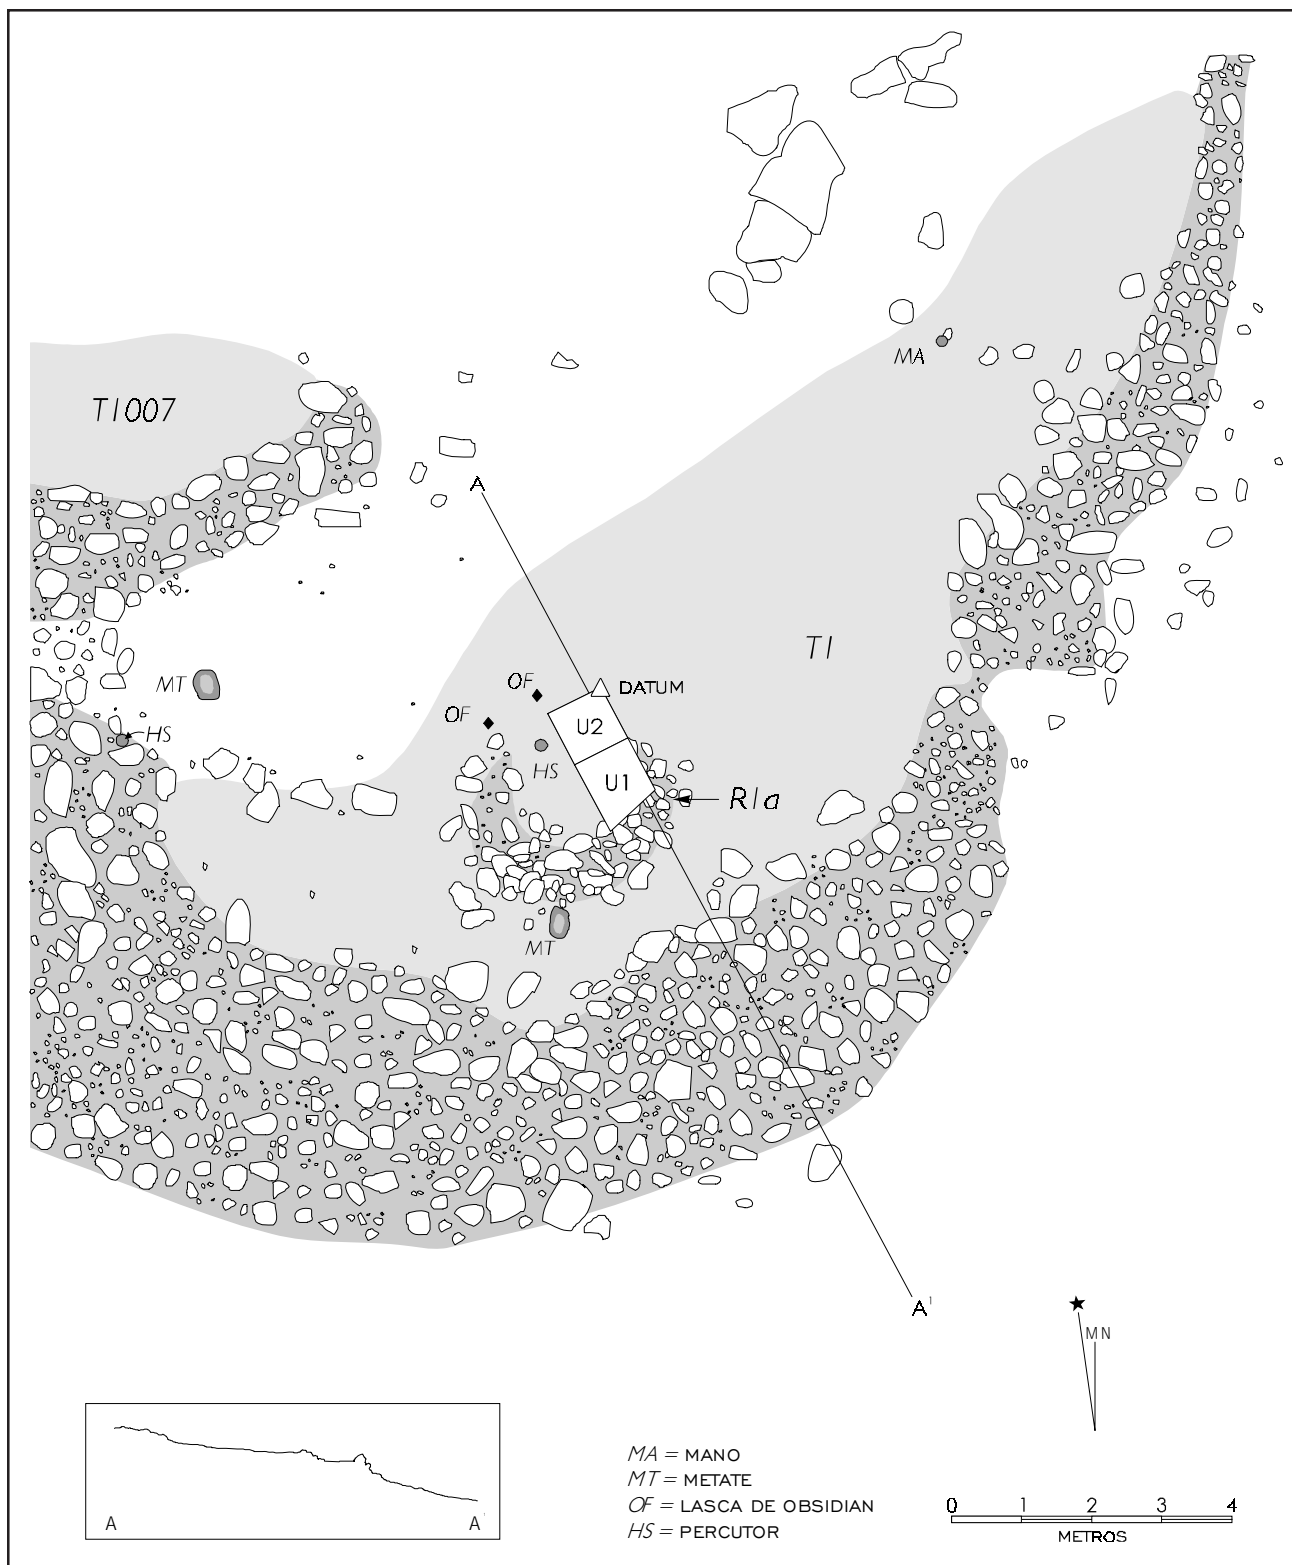 MA
T1007
A
T1
OF
DATUM
MT
OF
U2
HS
HS
U1
R1a
MT
A'
MN
MA = MANO
MT = METATE
OF = LASCA DE OBSIDIAN
HS = PERCUTOR
A A'
0 1 2 3 4
METROS